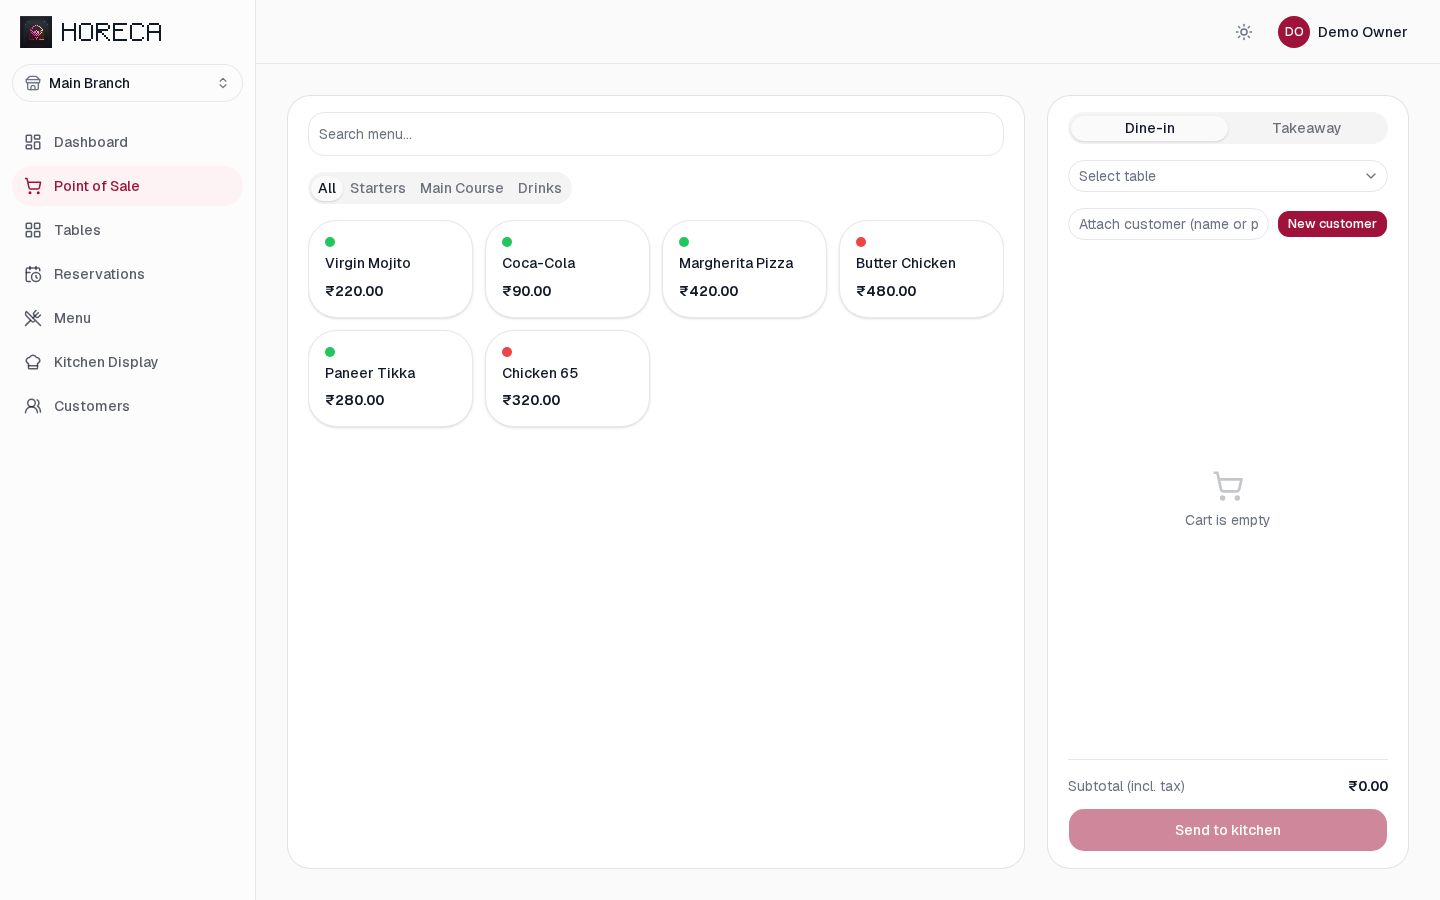 HORECA
Main Branch
Dashboard
Point of Sale
Tables
Reservations
Menu
Kitchen Display
Customers
DO
Demo Owner
Search menu...
All
Starters
Main Course
Drinks
Virgin Mojito
₹220.00
Coca-Cola
₹90.00
Margherita Pizza
₹420.00
Butter Chicken
₹480.00
Paneer Tikka
₹280.00
Chicken 65
₹320.00
Dine-in
Takeaway
Select table
Attach customer (name or p
New customer
Cart is empty
Subtotal (incl. tax)
₹0.00
Send to kitchen